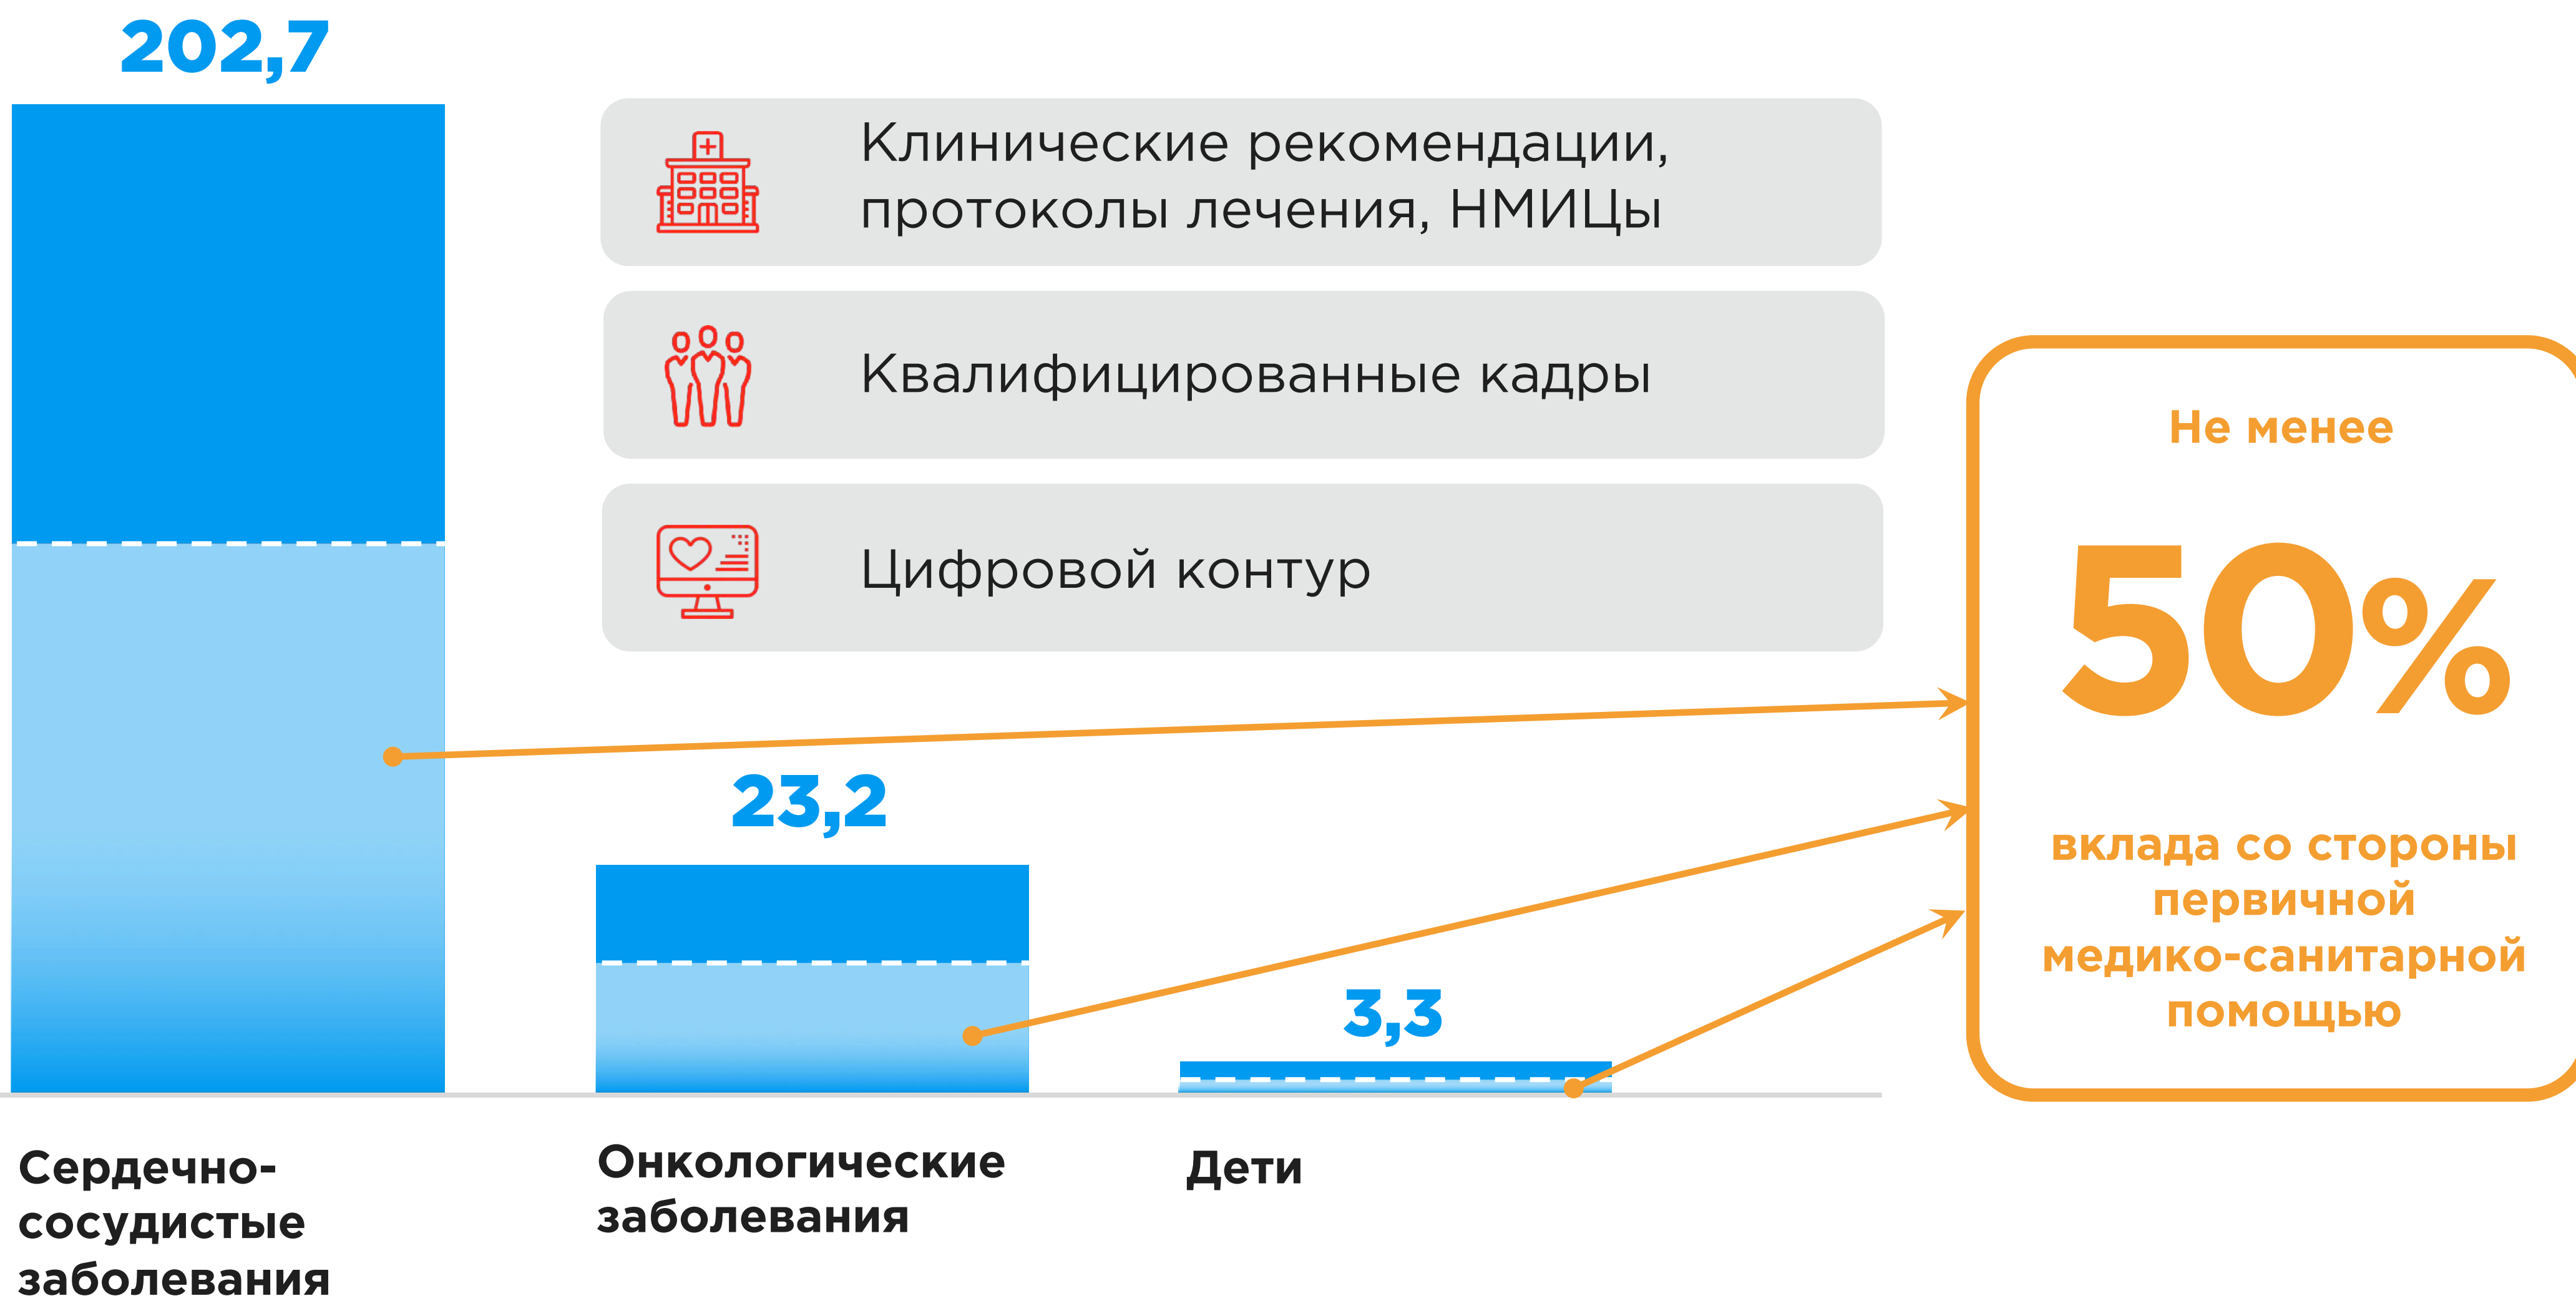 202,7
Клинические рекомендации,
протоколы лечения, НМИЦы
Квалифицированные кадры
Цифровой контур
Не менее
50%
вклада со стороны
первичной
медико-санитарной
помощью
23,2
3,3
Сердечно-
сосудистые
заболевания
Онкологические
заболевания
Дети